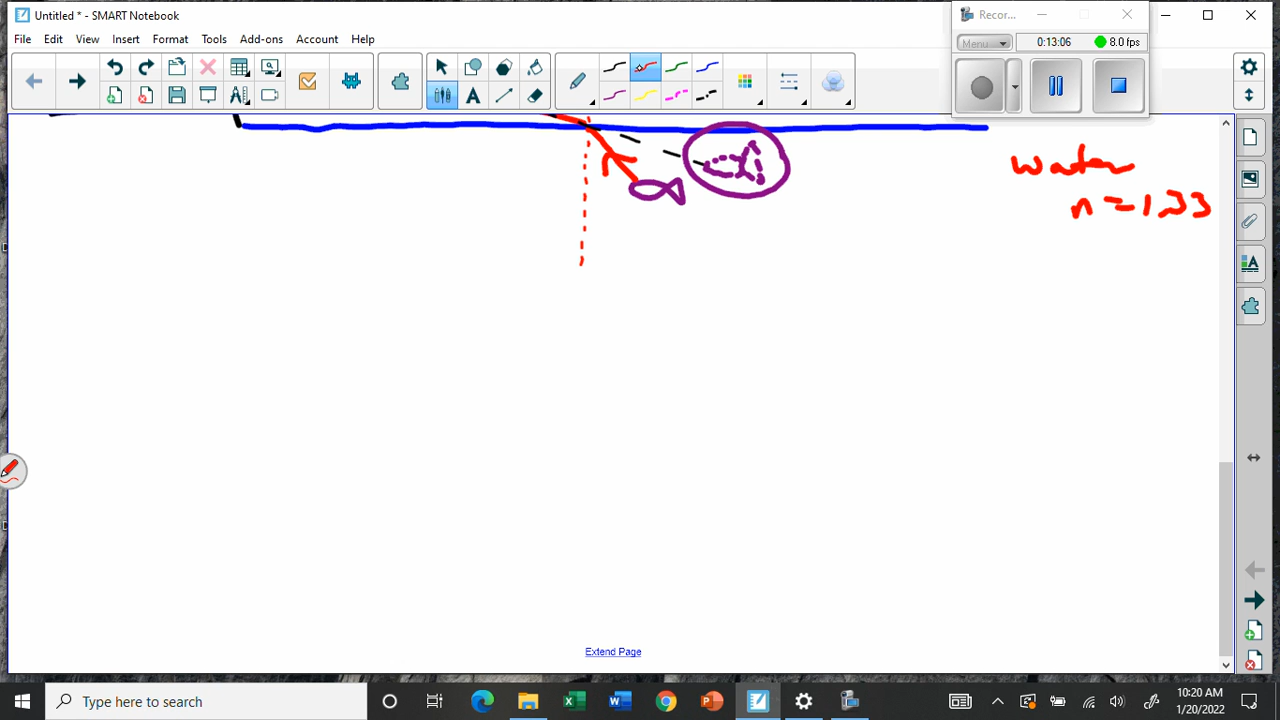 Untitled * - SMART Notebook
Recor...
File Edit View Insert Format Tools Add-ons Account Help
Menu 0:13:06 8.0 fps
A A
water
n = 1.33
A
Extend Page
Type here to search
10:20 AM
1/20/2022